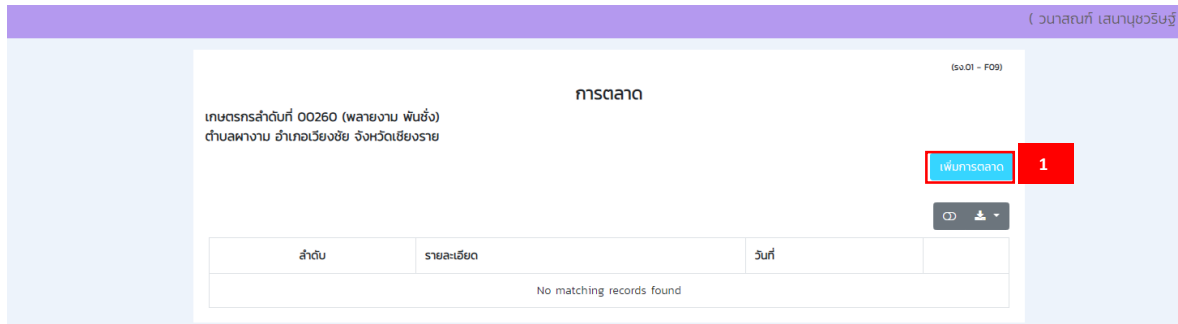 ( วนาสณฑ์ เสนานุชวริษฐ์
(รง.01 - F09)
การตลาด
เกษตรกรลำดับที่ 00260 (พลายงาม พันชั่ง)
ตำบลผางาม อำเภอเวียงชัย จังหวัดเชียงราย
เพิ่มการตลาด 1
ลำดับ รายละเอียด วันที่
No matching records found